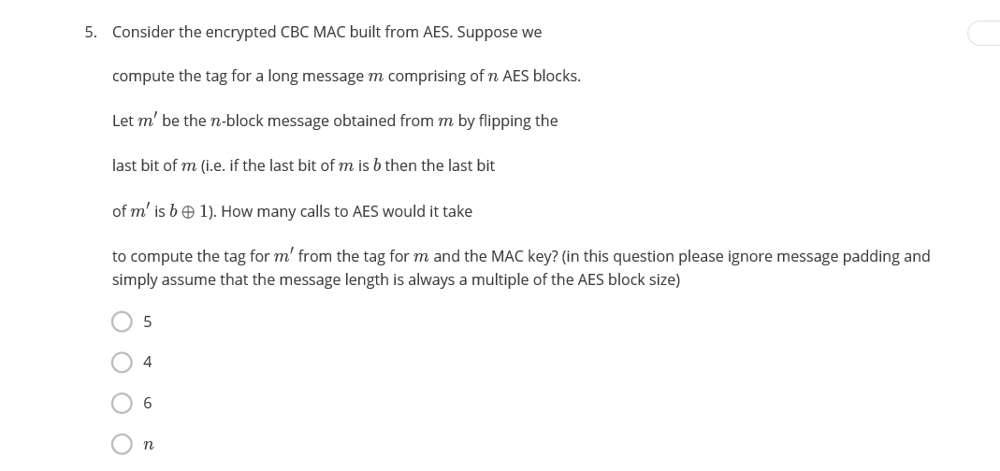 5. Consider the encrypted CBC MAC built from AES. Suppose we
compute the tag for a long message m comprising of n AES blocks.
Let m′ be the n-block message obtained from m by flipping the
last bit of m (i.e. if the last bit of m is b then the last bit
of m′ is b ⊕ 1). How many calls to AES would it take
to compute the tag for m′ from the tag for m and the MAC key? (in this question please ignore message padding and
simply assume that the message length is always a multiple of the AES block size)
5
4
6
n